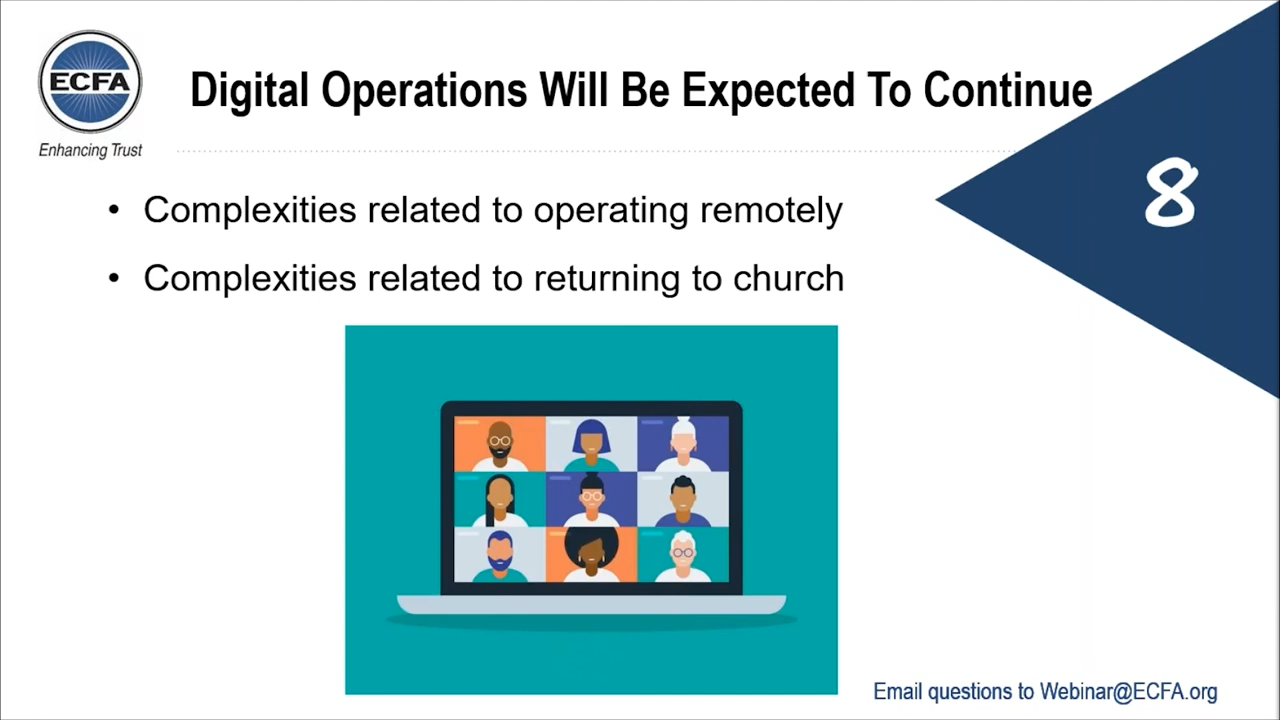 ECFA
Enhancing Trust
Digital Operations Will Be Expected To Continue
8
• Complexities related to operating remotely
• Complexities related to returning to church
Email questions to Webinar@ECFA.org